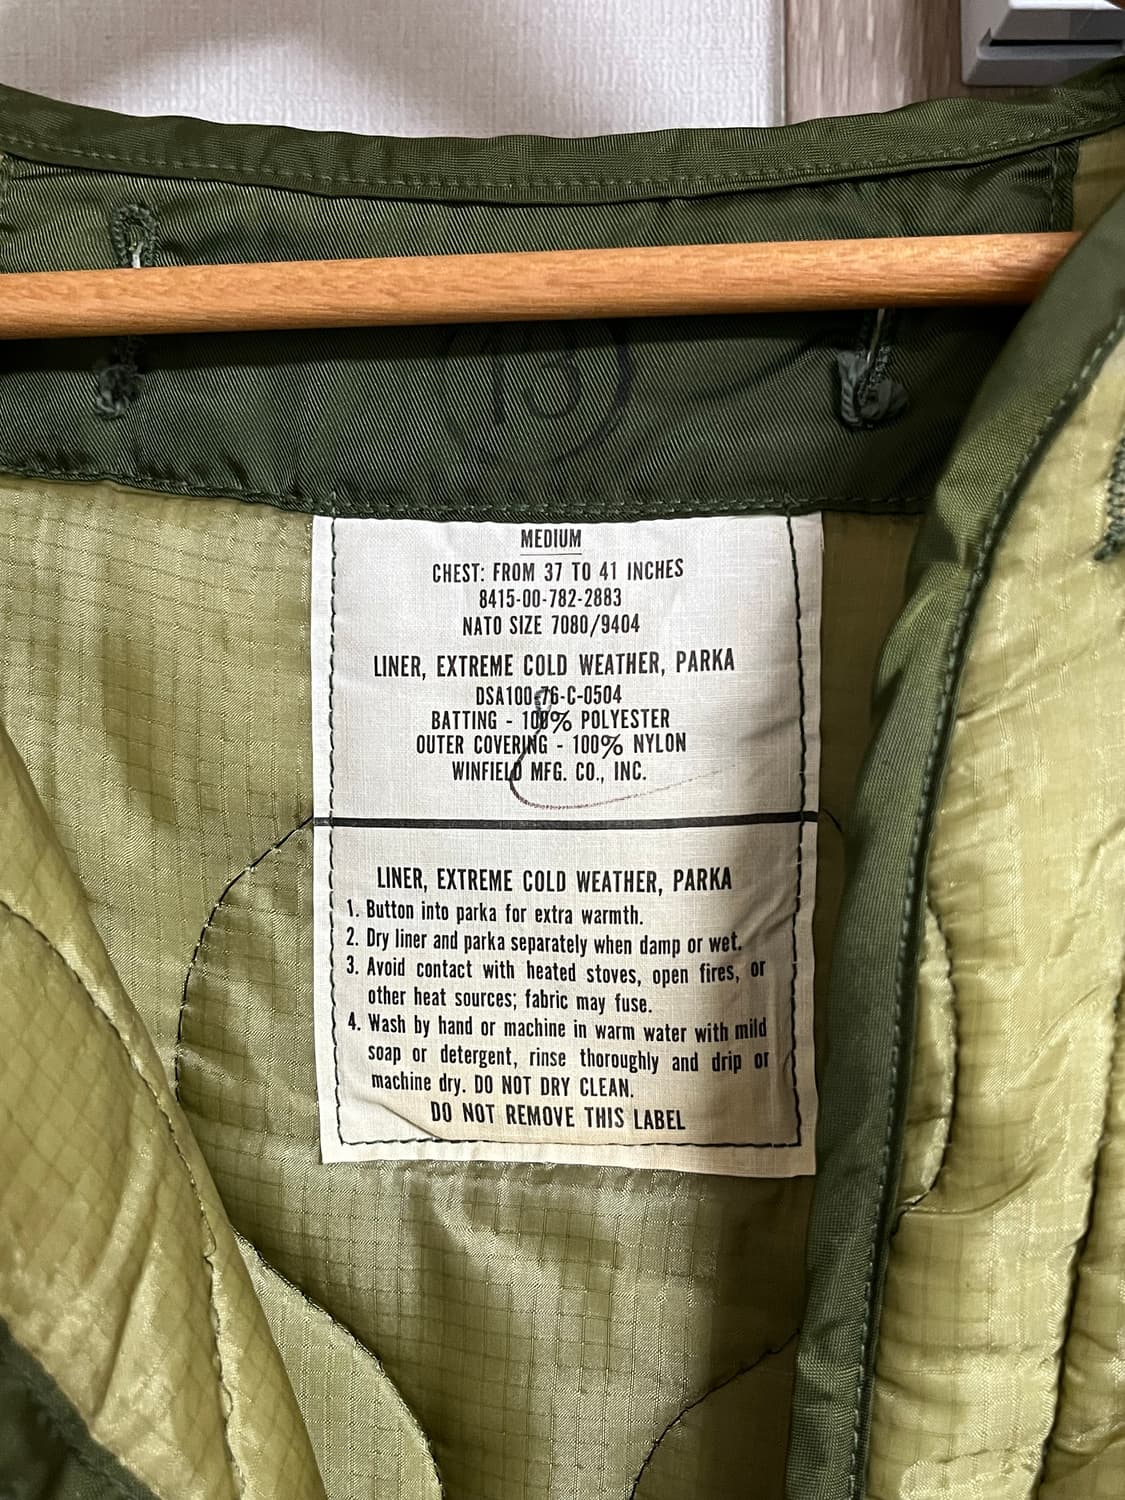 13
MEDIUM
CHEST: FROM 37 TO 41 INCHES
8415-00-782-2883
NATO SIZE 7080/9404
LINER, EXTREME COLD WEATHER, PARKA
DSA100-76-C-0504
BATTING - 100% POLYESTER
OUTER COVERING - 100% NYLON
WINFIELD MFG. CO., INC.
LINER, EXTREME COLD WEATHER, PARKA
1. Button into parka for extra warmth.
2. Dry liner and parka separately when damp or wet.
3. Avoid contact with heated stoves, open fires, or
other heat sources; fabric may fuse.
4. Wash by hand or machine in warm water with mild
soap or detergent, rinse thoroughly and drip or
machine dry. DO NOT DRY CLEAN.
DO NOT REMOVE THIS LABEL